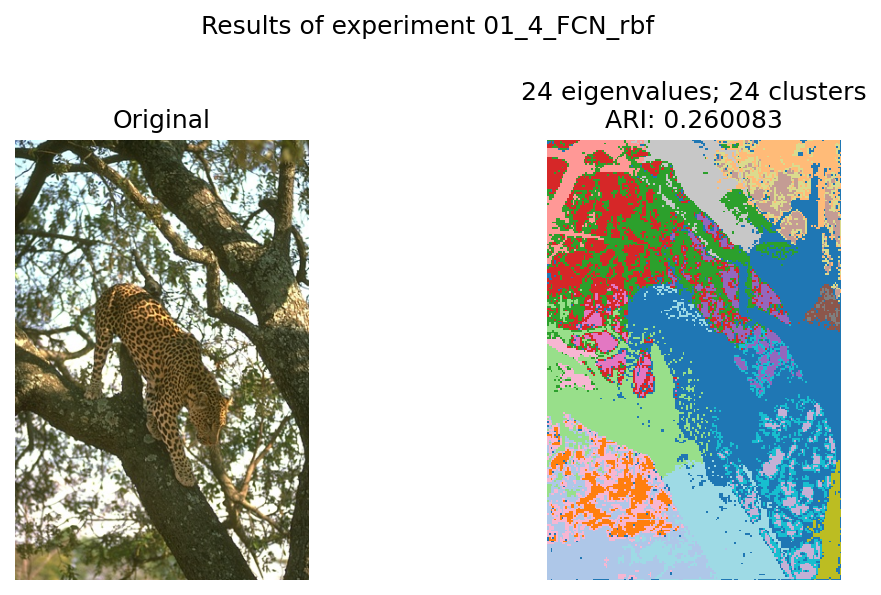 Results of experiment 01_4_FCN_rbf
Original
24 eigenvalues; 24 clusters
ARI: 0.260083